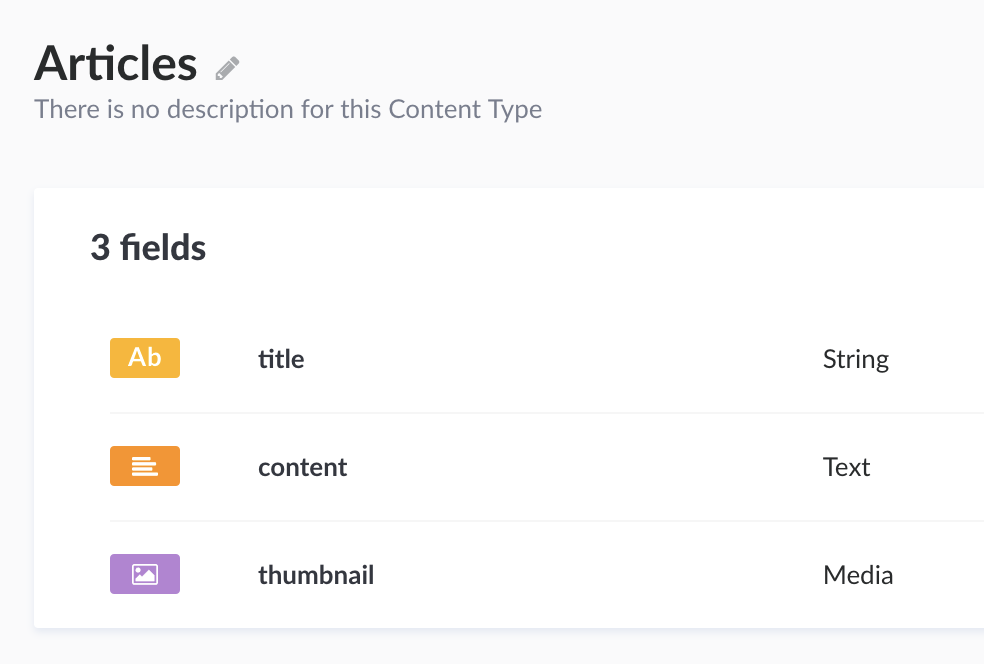 Articles
There is no description for this Content Type
3 fields
Ab title String
content Text
thumbnail Media